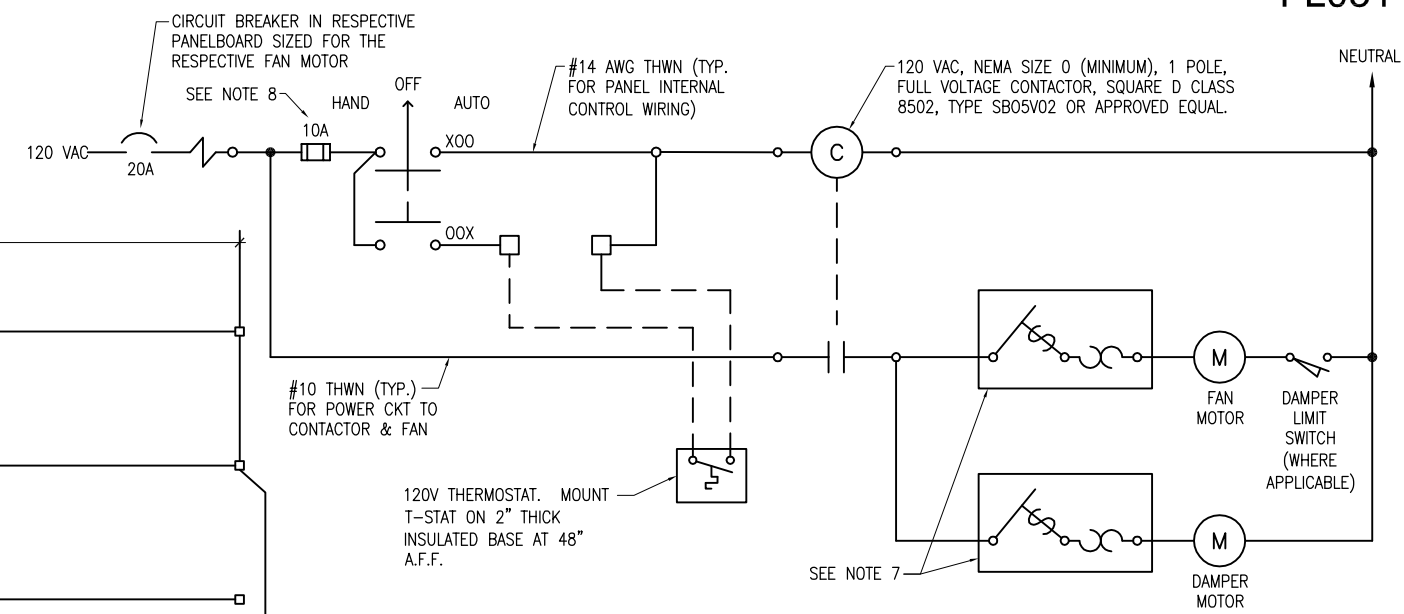 CIRCUIT BREAKER IN RESPECTIVE
PANELBOARD SIZED FOR THE
RESPECTIVE FAN MOTOR
SEE NOTE 8
HAND
OFF
AUTO
#14 AWG THWN (TYP.
FOR PANEL INTERNAL
CONTROL WIRING)
120 VAC, NEMA SIZE 0 (MINIMUM), 1 POLE,
FULL VOLTAGE CONTACTOR, SQUARE D CLASS
8502, TYPE SB05V02 OR APPROVED EQUAL.
NEUTRAL
120 VAC
20A
10A
XOO
C
OOX
#10 THWN (TYP.)
FOR POWER CKT TO
CONTACTOR & FAN
M
FAN
MOTOR
DAMPER
LIMIT
SWITCH
(WHERE
APPLICABLE)
120V THERMOSTAT. MOUNT
T-STAT ON 2" THICK
INSULATED BASE AT 48"
A.F.F.
SEE NOTE 7
M
DAMPER
MOTOR